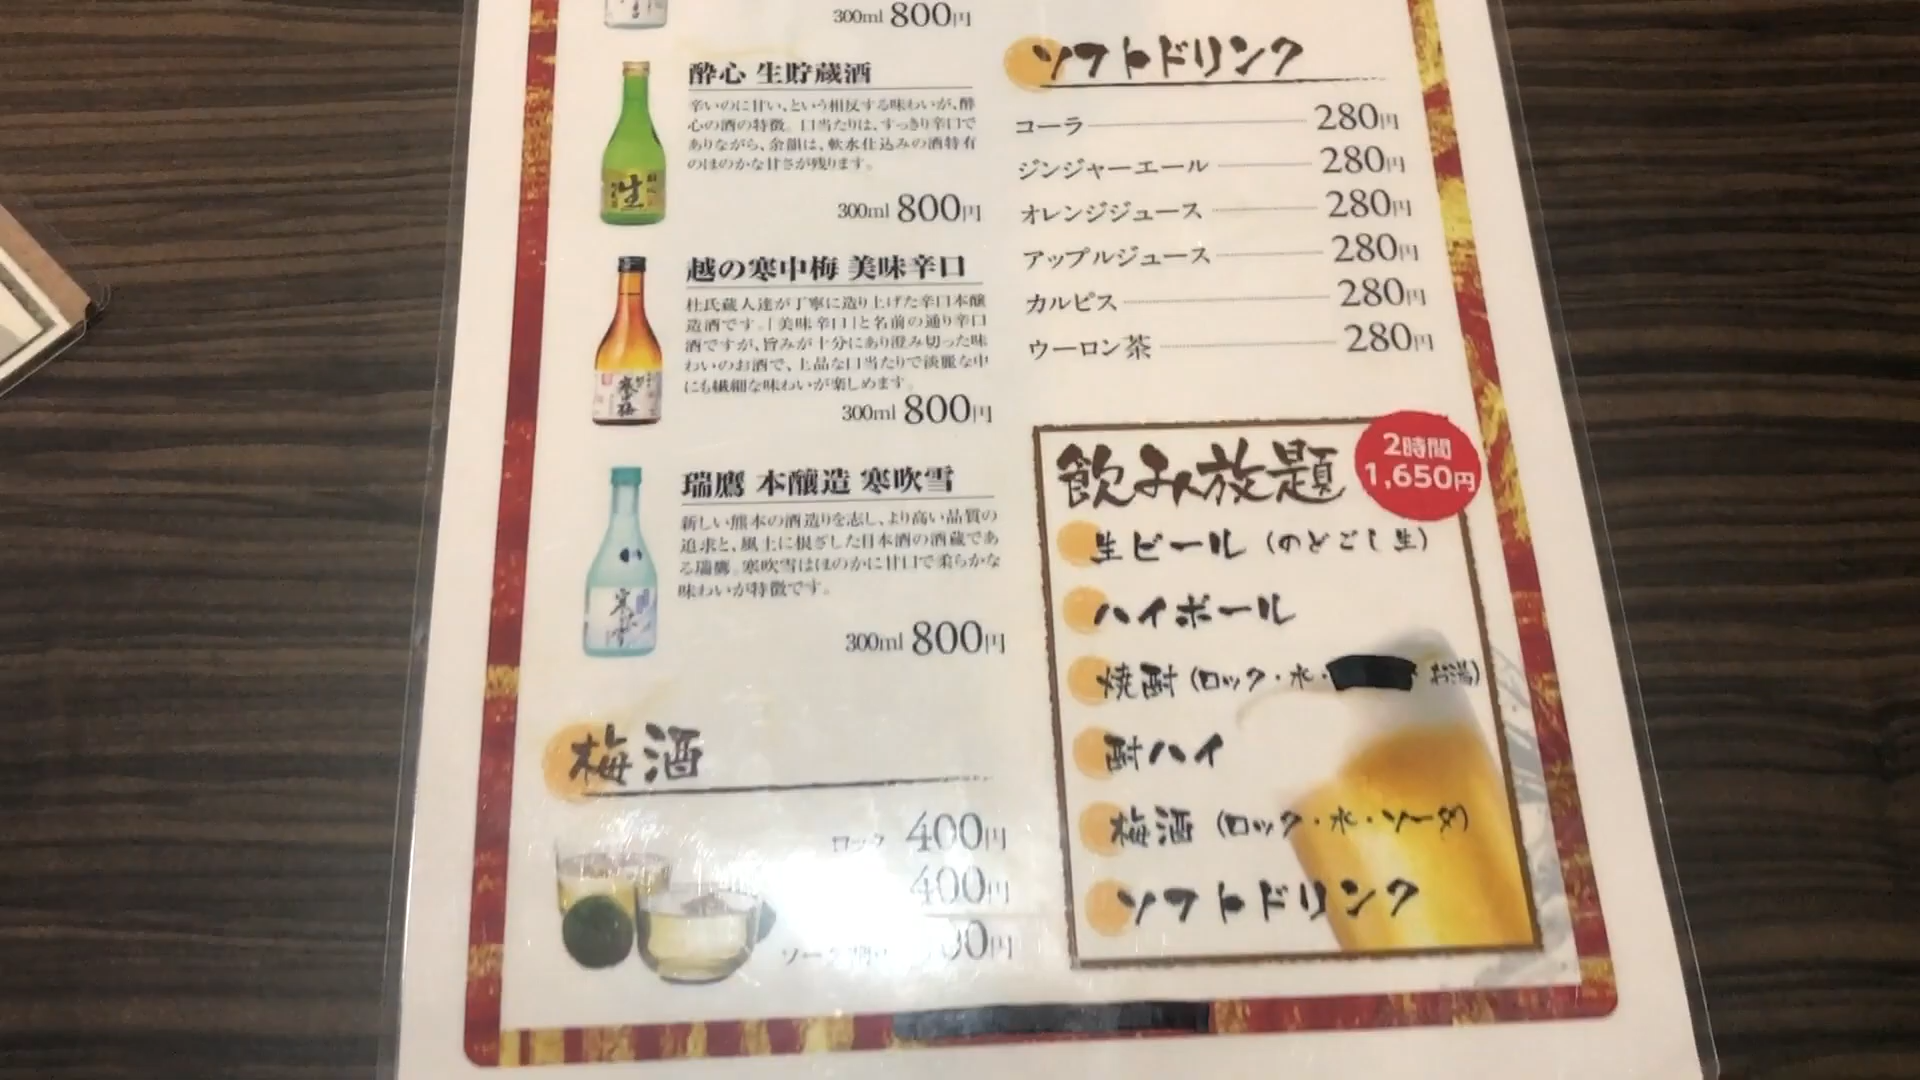 300ml 800円
酔心 生貯蔵酒
辛いのに甘い、という相反する味わいが、酔
心の酒の特徴。口当たりは、すっきり辛口で
ありながら、余韻は、軟水仕込みの酒特有
のほのかな甘さが残ります。
300ml 800円
越の寒中梅 美味辛口
杜氏蔵人達が丁寧に造り上げた辛口本醸
造酒です。「美味辛口」と名前の通り辛口
酒ですが、旨みが十分にあり澄み切った味
わいのお酒で、上品な口当たりで淡麗な中
にも繊細な味わいが楽しめます。
300ml 800円
瑞鷹 本醸造 寒吹雪
新しい熊本の酒造りを志し、より高い品質の
追求と、風土に根ざした日本酒の酒蔵であ
る瑞鷹。寒吹雪はほのかに甘口で柔らかな
味わいが特徴です。
300ml 800円
梅酒
ロック 400円
400円
ソーダ割り
ソフトドリンク
コーラ 280円
ジンジャーエール 280円
オレンジジュース 280円
アップルジュース 280円
カルピス 280円
ウーロン茶 280円
飲み放題
2時間
1,650円
生ビール (のどごし生)
ハイボール
焼酎 (ロック・水・ お湯)
酎ハイ
梅酒 (ロック・水・ソーダ)
ソフトドリンク